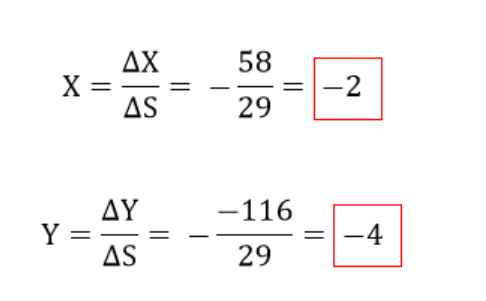 X = ΔX/ΔS = −58/29 = −2
Y = ΔY/ΔS = −−116/29 = −4